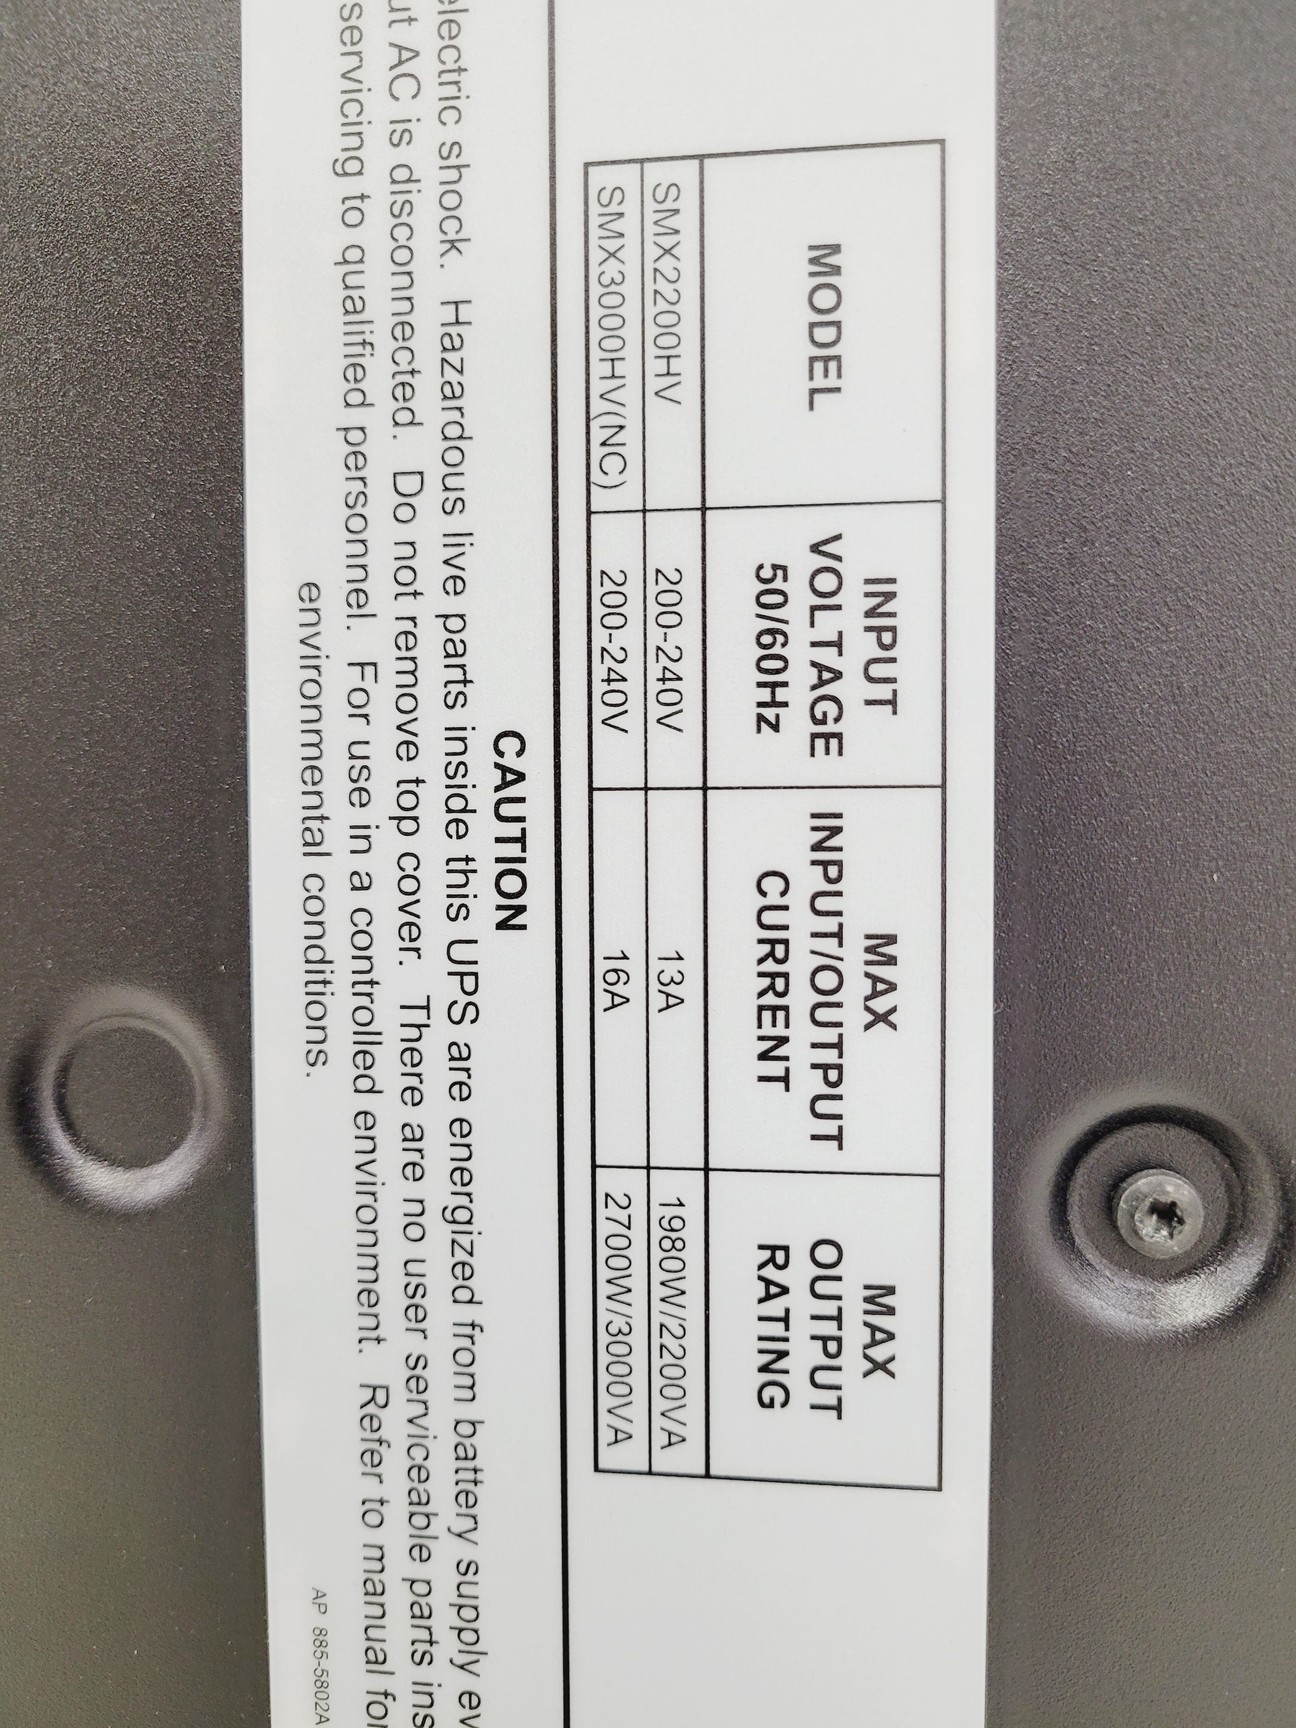 MODEL
INPUT
VOLTAGE
50/60Hz
MAX
INPUT/OUTPUT
CURRENT
MAX
OUTPUT
RATING
SMX2200HV 200-240V 13A 1980W/2200VA
SMX3000HV(NC) 200-240V 16A 2700W/3000VA
CAUTION
electric shock. Hazardous live parts inside this UPS are energized from battery supply
AC is disconnected. Do not remove top cover. There are no user serviceable parts
servicing to qualified personnel. For use in a controlled environment. Refer to manual for
environmental conditions.
AP 885-5802A